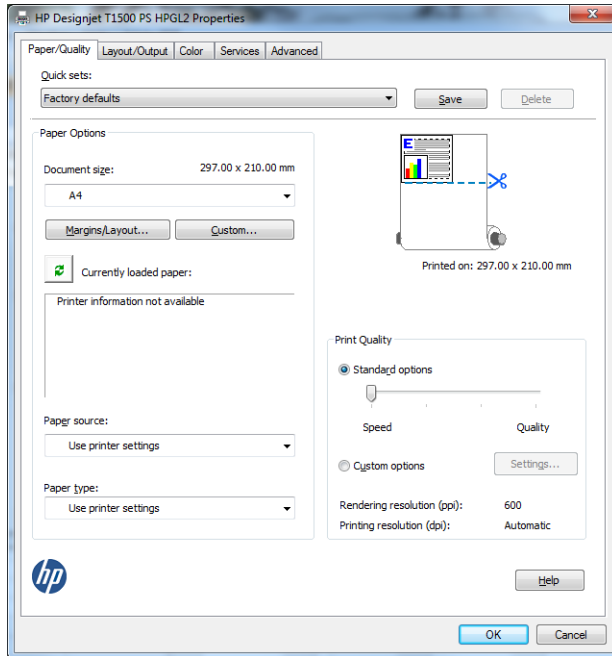 HP Designjet T1500 PS HPGL2 Properties
Paper/Quality Layout/Output Color Services Advanced
Quick sets:
Factory defaults Save Delete
Paper Options
Document size: 297.00 x 210.00 mm
A4
Margins/Layout... Custom...
Currently loaded paper:
Printer information not available
Paper source:
Use printer settings
Paper type:
Use printer settings
E
Printed on: 297.00 x 210.00 mm
Print Quality
Standard options
Speed Quality
Custom options Settings...
Rendering resolution (ppi): 600
Printing resolution (dpi): Automatic
hp
Help
OK Cancel